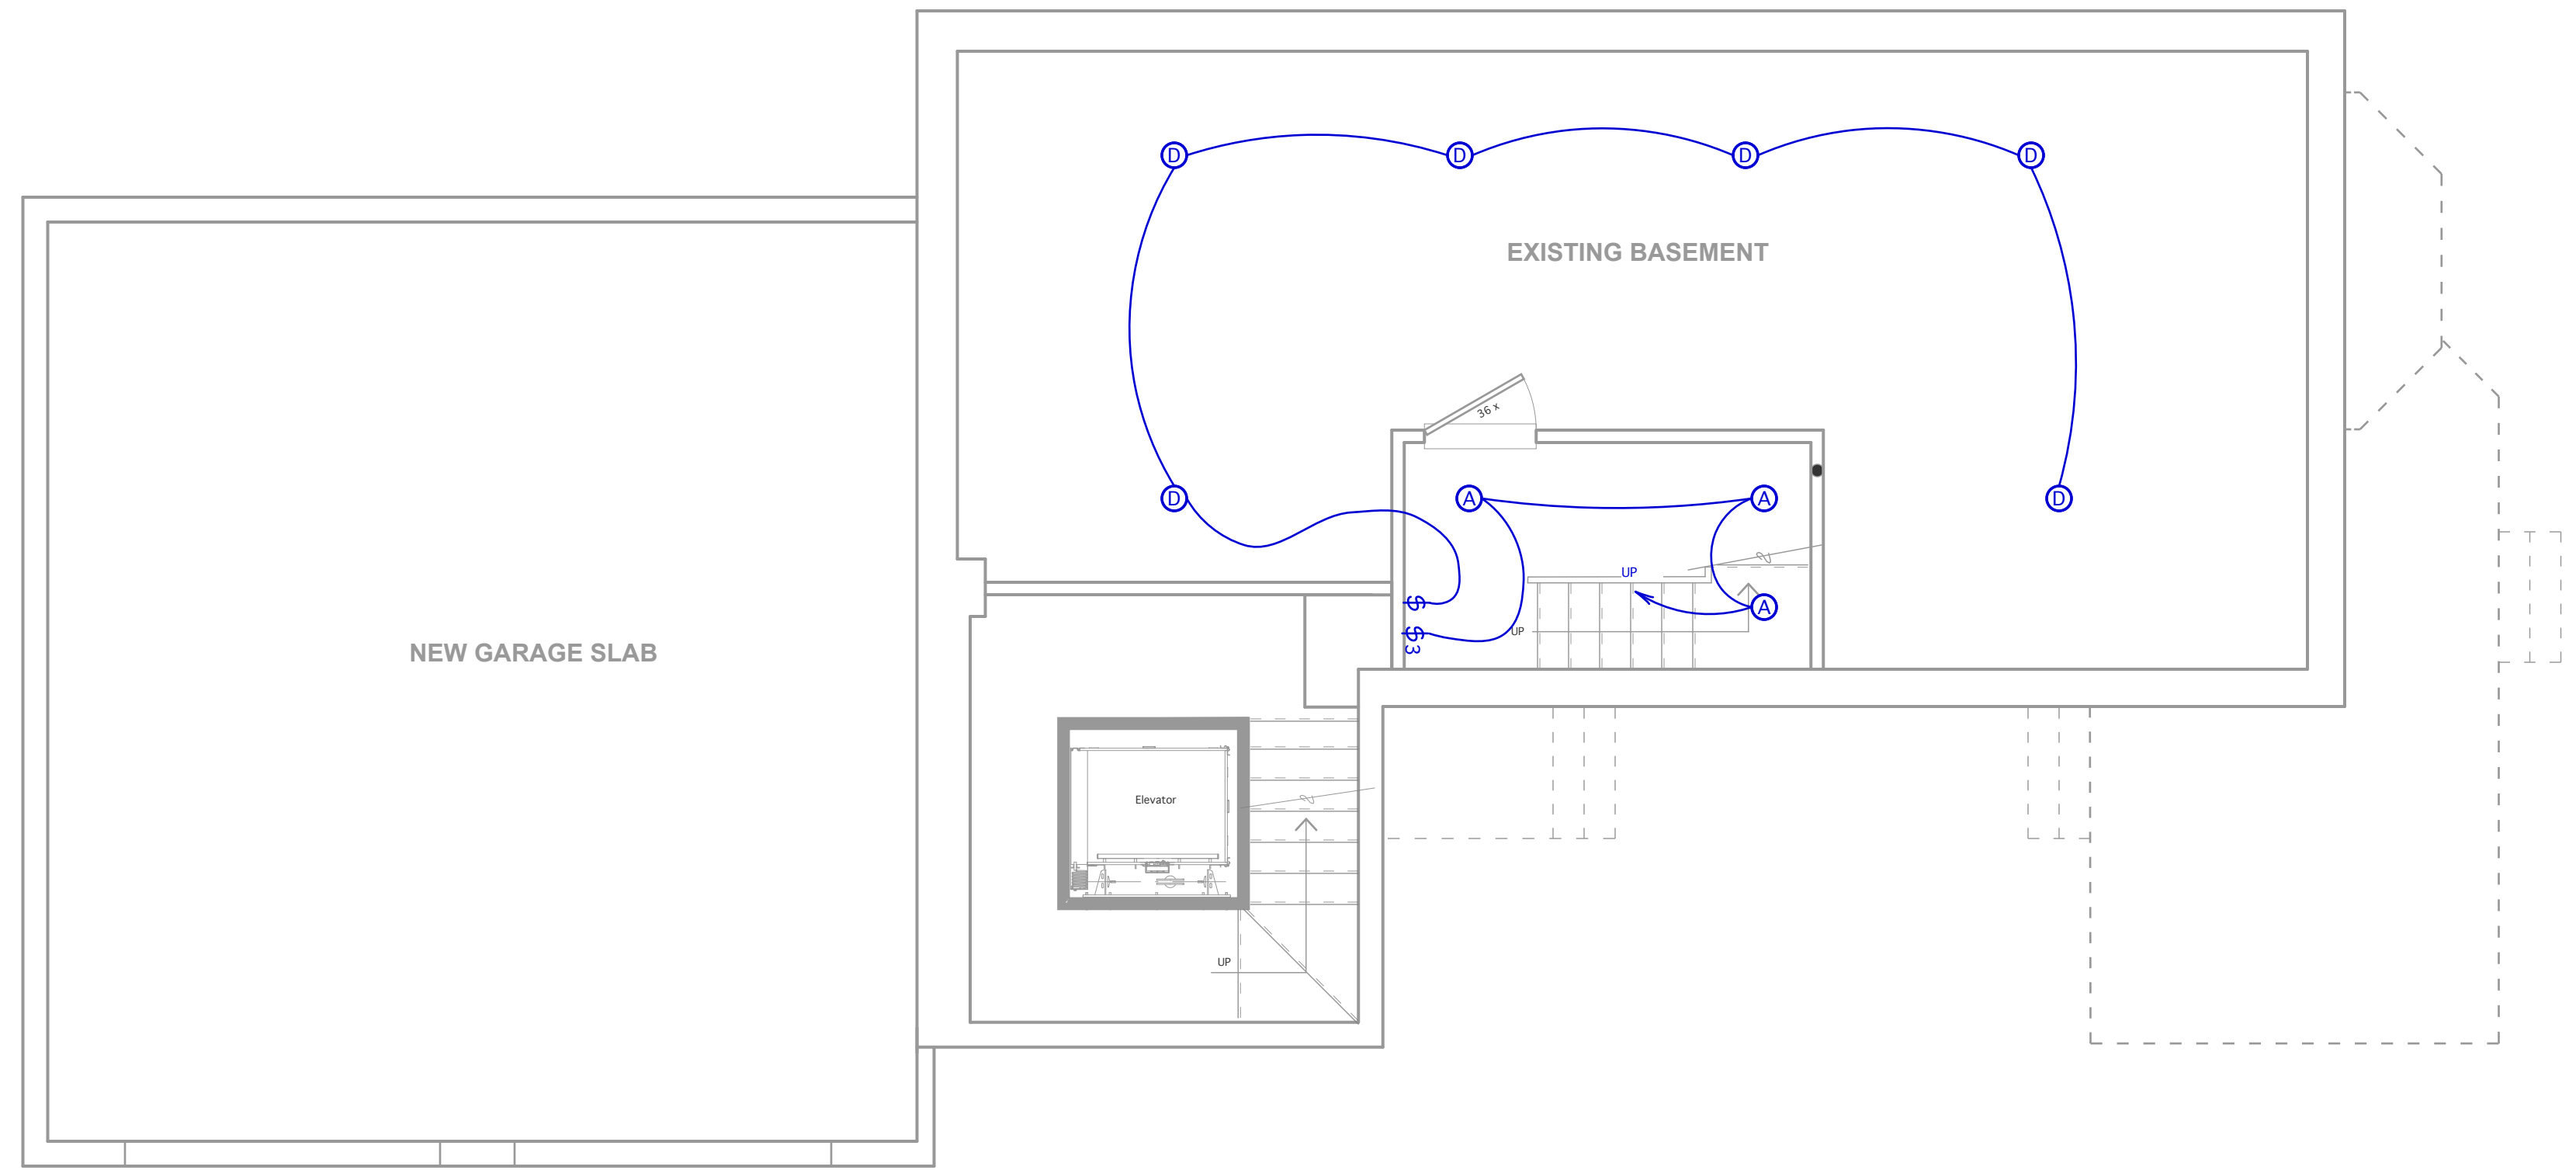 D
D
D
D
EXISTING BASEMENT
36 x
D
A
A
D
UP
$
A
$3
UP
NEW GARAGE SLAB
Elevator
UP